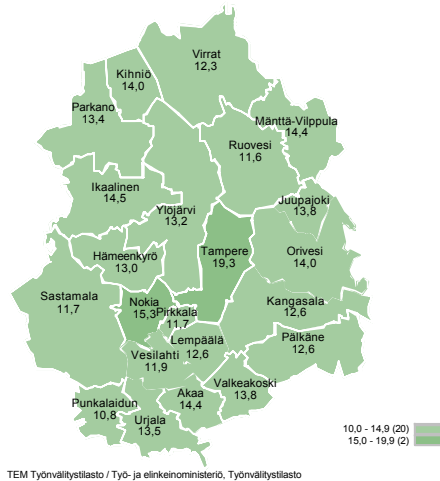 Virrat
12,3
Kihniö
14,0
Parkano
13,4
Mänttä-Vilppula
14,4
Ruovesi
11,6
Ikaalinen
14,5
Juupajoki
13,8
Ylöjärvi
13,2
Tampere
19,3
Orivesi
14,0
Hämeenkyrö
13,0
Sastamala
11,7
Nokia
15,3
Pirkkala
11,7
Kangasala
12,6
Lempäälä
12,6
Pälkäne
12,6
Vesilahti
11,9
Valkeakoski
13,8
Akaa
14,4
Punkalaidun
10,8
Urjala
13,5
10,0 - 14,9 (20)
15,0 - 19,9 (2)
TEM Työnvälitystilasto / Työ- ja elinkeinoministeriö, Työnvälitystilasto